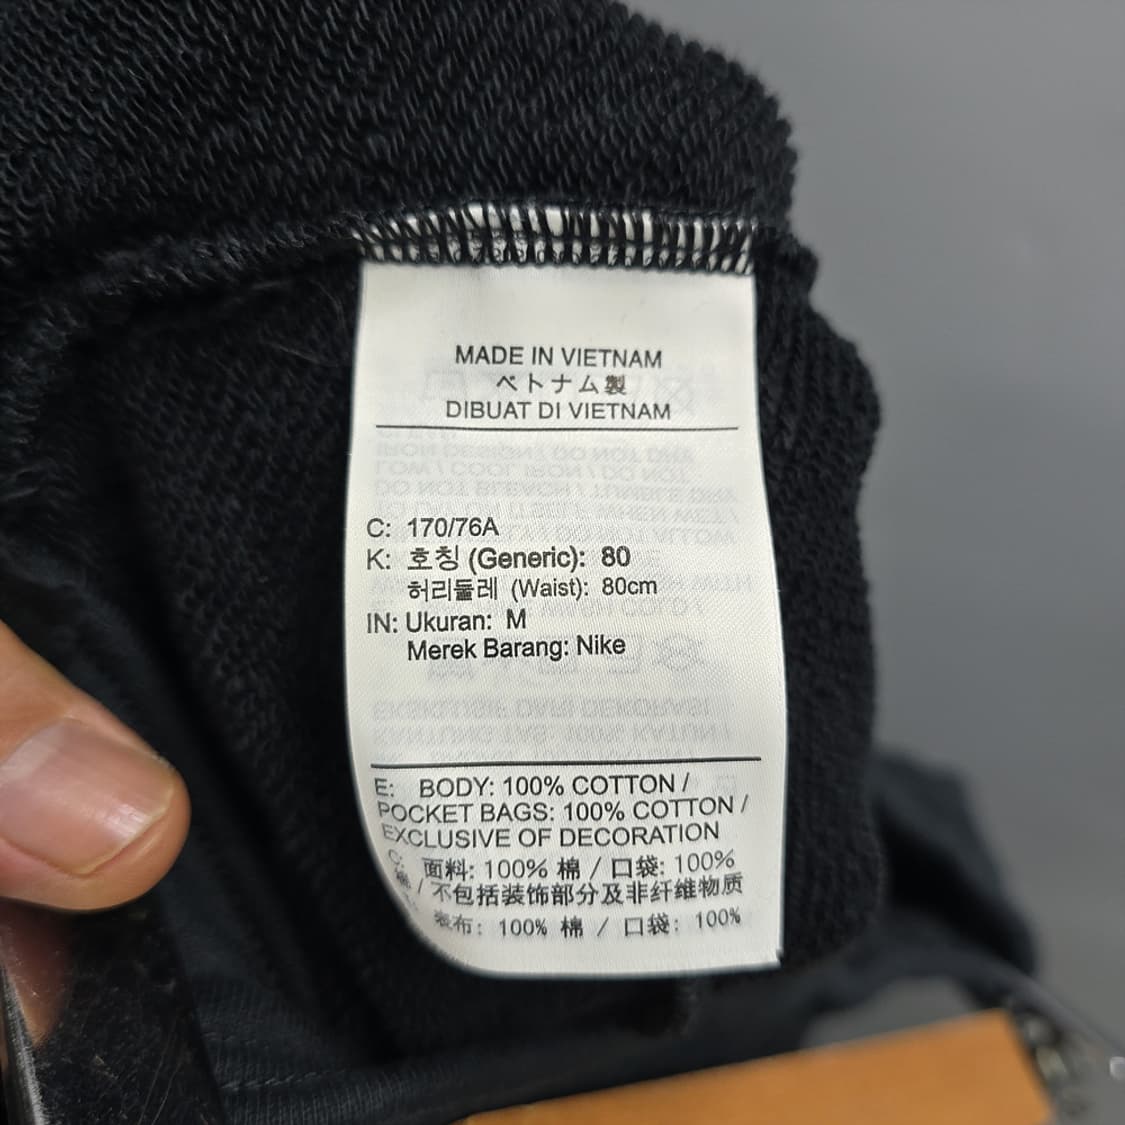 MADE IN VIETNAM
ベトナム製
DIBUAT DI VIETNAM
C: 170/76A
K: 호칭 (Generic): 80
허리둘레 (Waist): 80cm
IN: Ukuran: M
Merek Barang: Nike
E: BODY: 100% COTTON /
POCKET BAGS: 100% COTTON /
EXCLUSIVE OF DECORATION
C: 面料: 100% 棉 / 口袋: 100%
棉 / 不包括装饰部分及非纤维物质
表布: 100% 棉 / 口袋: 100%